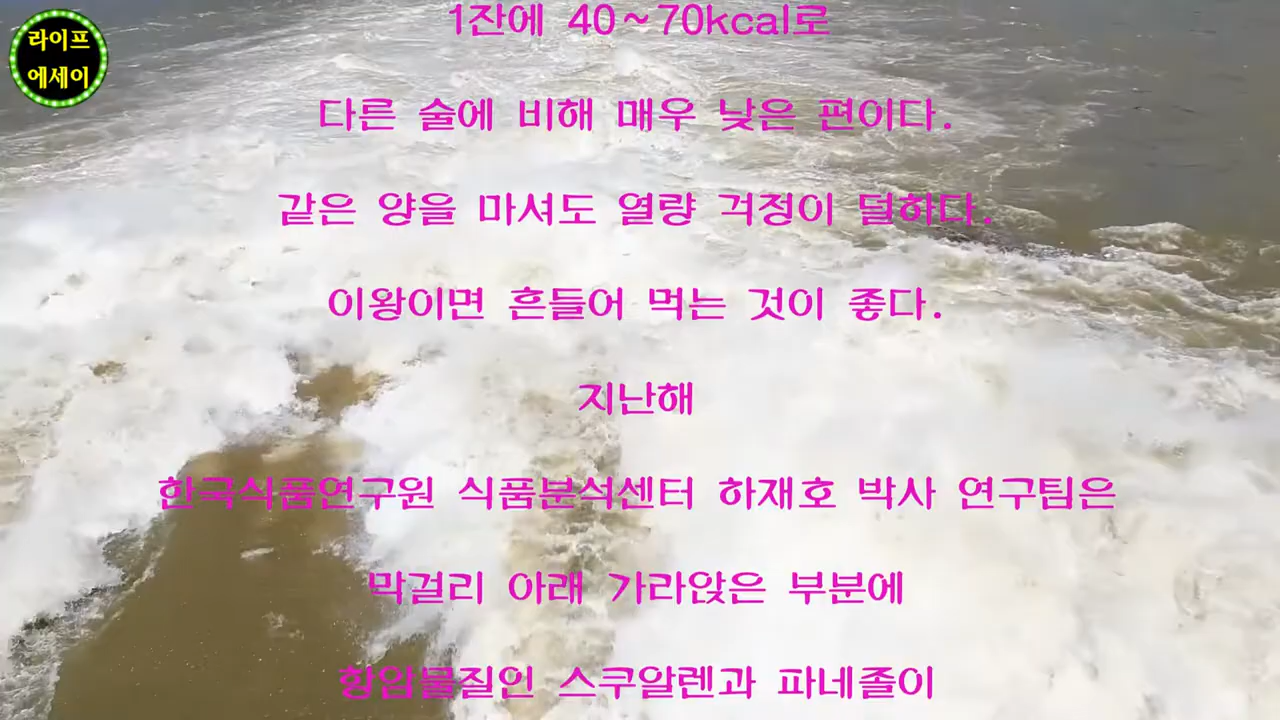 라이프
에세이
1잔에 40~70kcal로
다른 술에 비해 매우 낮은 편이다.
같은 양을 마셔도 열량 걱정이 덜하다.
이왕이면 흔들어 먹는 것이 좋다.
지난해
한국식품연구원 식품분석센터 하재호 박사 연구팀은
막걸리 아래 가라앉은 부분에
항암물질인 스쿠알렌과 파네졸이